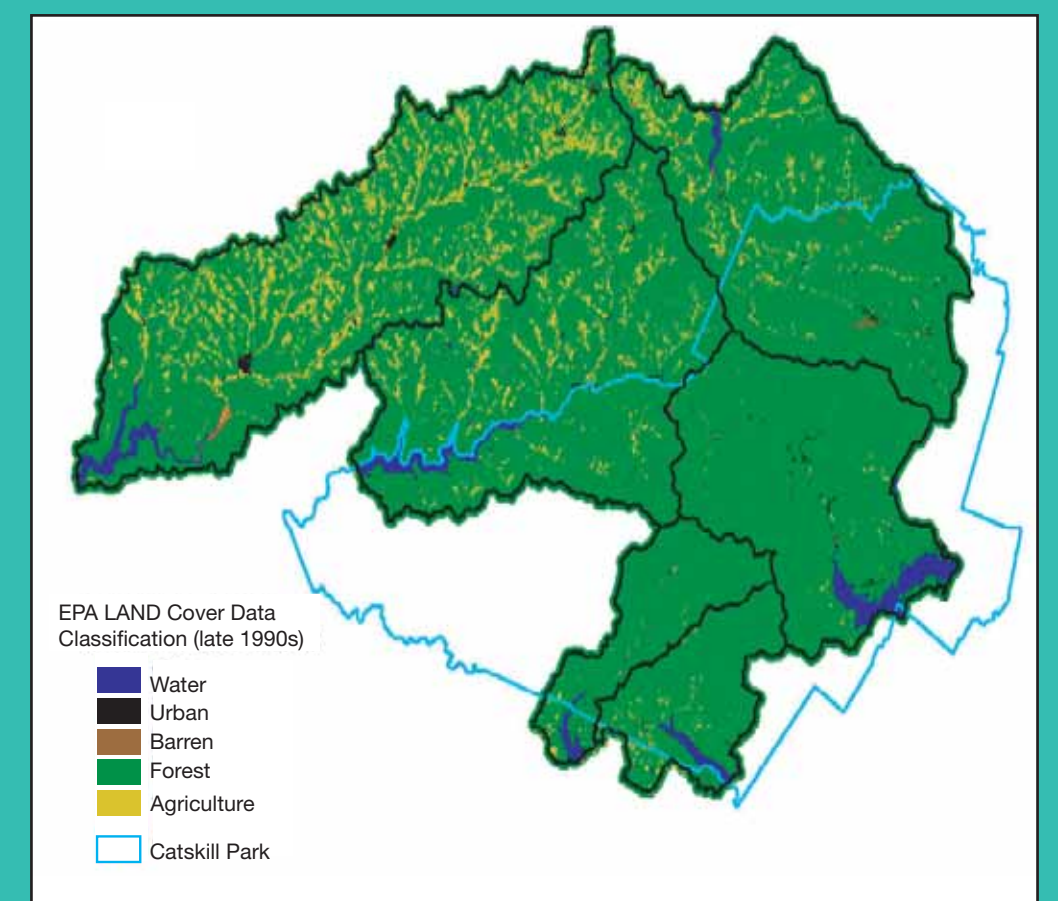 EPA LAND Cover Data
Classification (late 1990s)
Water
Urban
Barren
Forest
Agriculture
Catskill Park